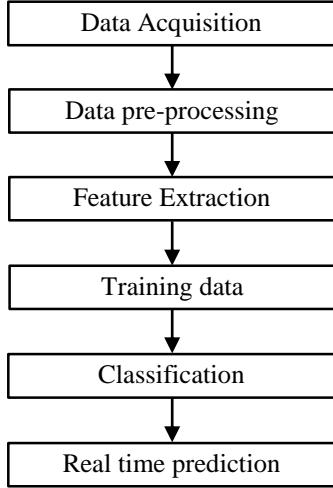 Data Acquisition
Data pre-processing
Feature Extraction
Training data
Classification
Real time prediction